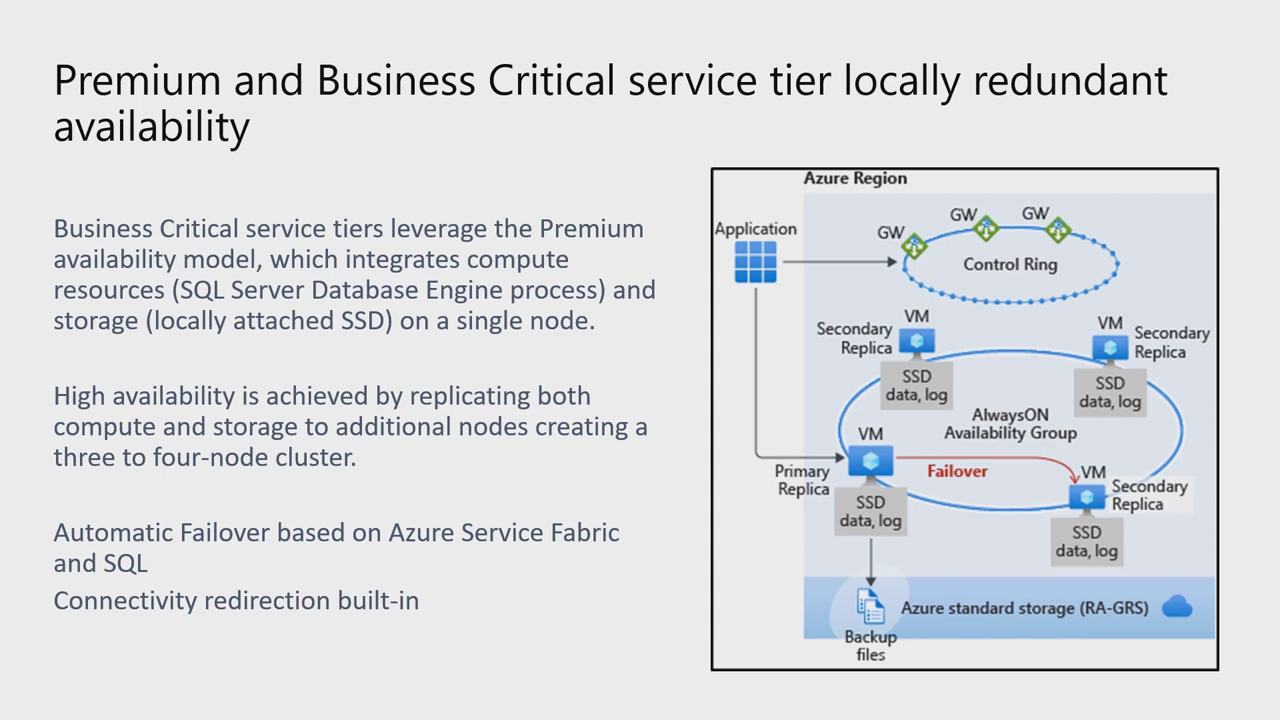 Premium and Business Critical service tier locally redundant
availability
Business Critical service tiers leverage the Premium
availability model, which integrates compute
resources (SQL Server Database Engine process) and
storage (locally attached SSD) on a single node.
High availability is achieved by replicating both
compute and storage to additional nodes creating a
three to four-node cluster.
Automatic Failover based on Azure Service Fabric
and SQL
Connectivity redirection built-in
Azure Region
Application
GW
GW
GW
Control Ring
VM
Secondary
Replica
SSD
data, log
VM
Secondary
Replica
SSD
data, log
AlwaysON
Availability Group
VM
Primary
Replica
SSD
data, log
Failover
VM
Secondary
Replica
SSD
data, log
Azure standard storage (RA-GRS)
Backup
files